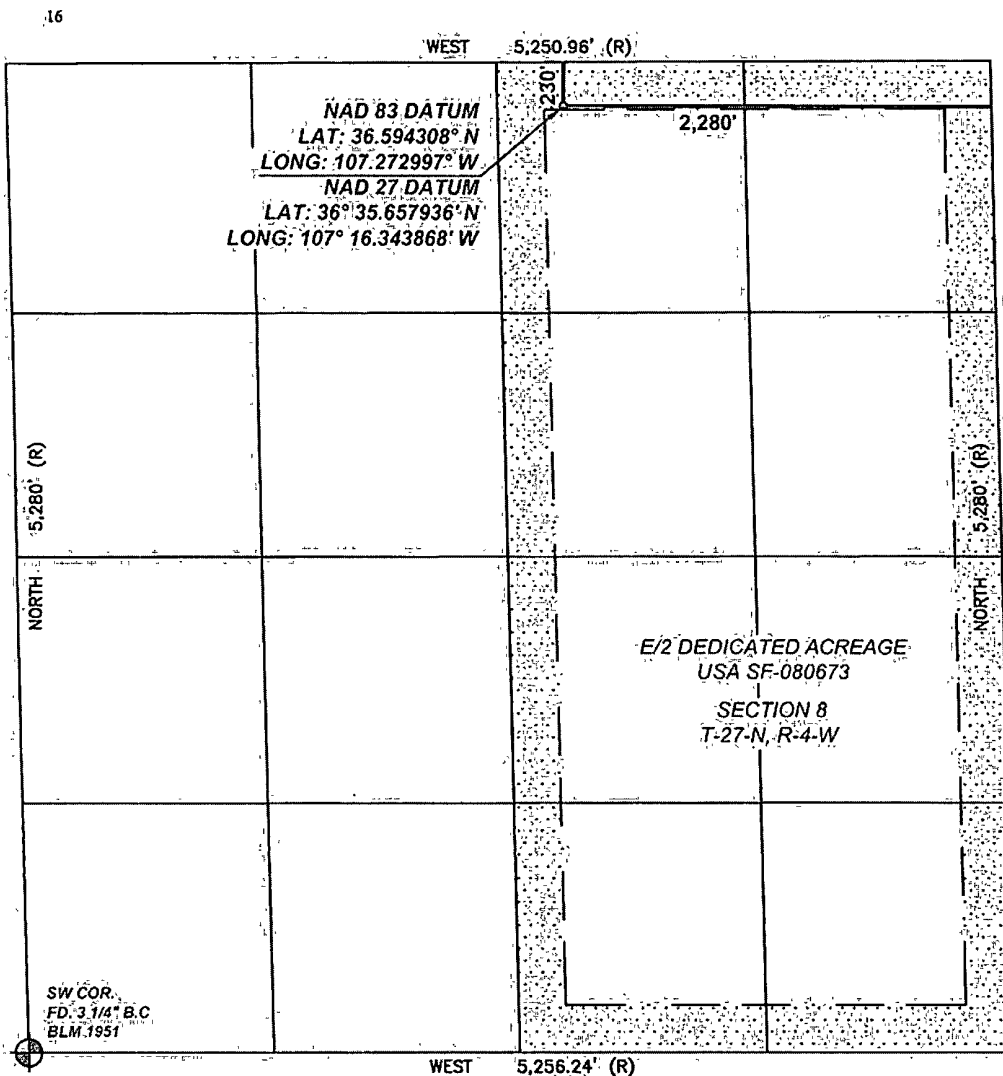 16
WEST 5,250.96' (R)
230'
NAD 83 DATUM
LAT: 36.594308° N
LONG: 107.272997° W
NAD 27 DATUM
LAT: 36° 35.657936' N
LONG: 107° 16.343868' W
2,280'
NORTH 5,280' (R)
NORTH 5,280' (R)
E/2 DEDICATED ACREAGE
USA SF-080673
SECTION 8
T-27-N, R-4-W
SW COR.
FD. 3 1/4" B.C
BLM 1951
WEST 5,256.24' (R)